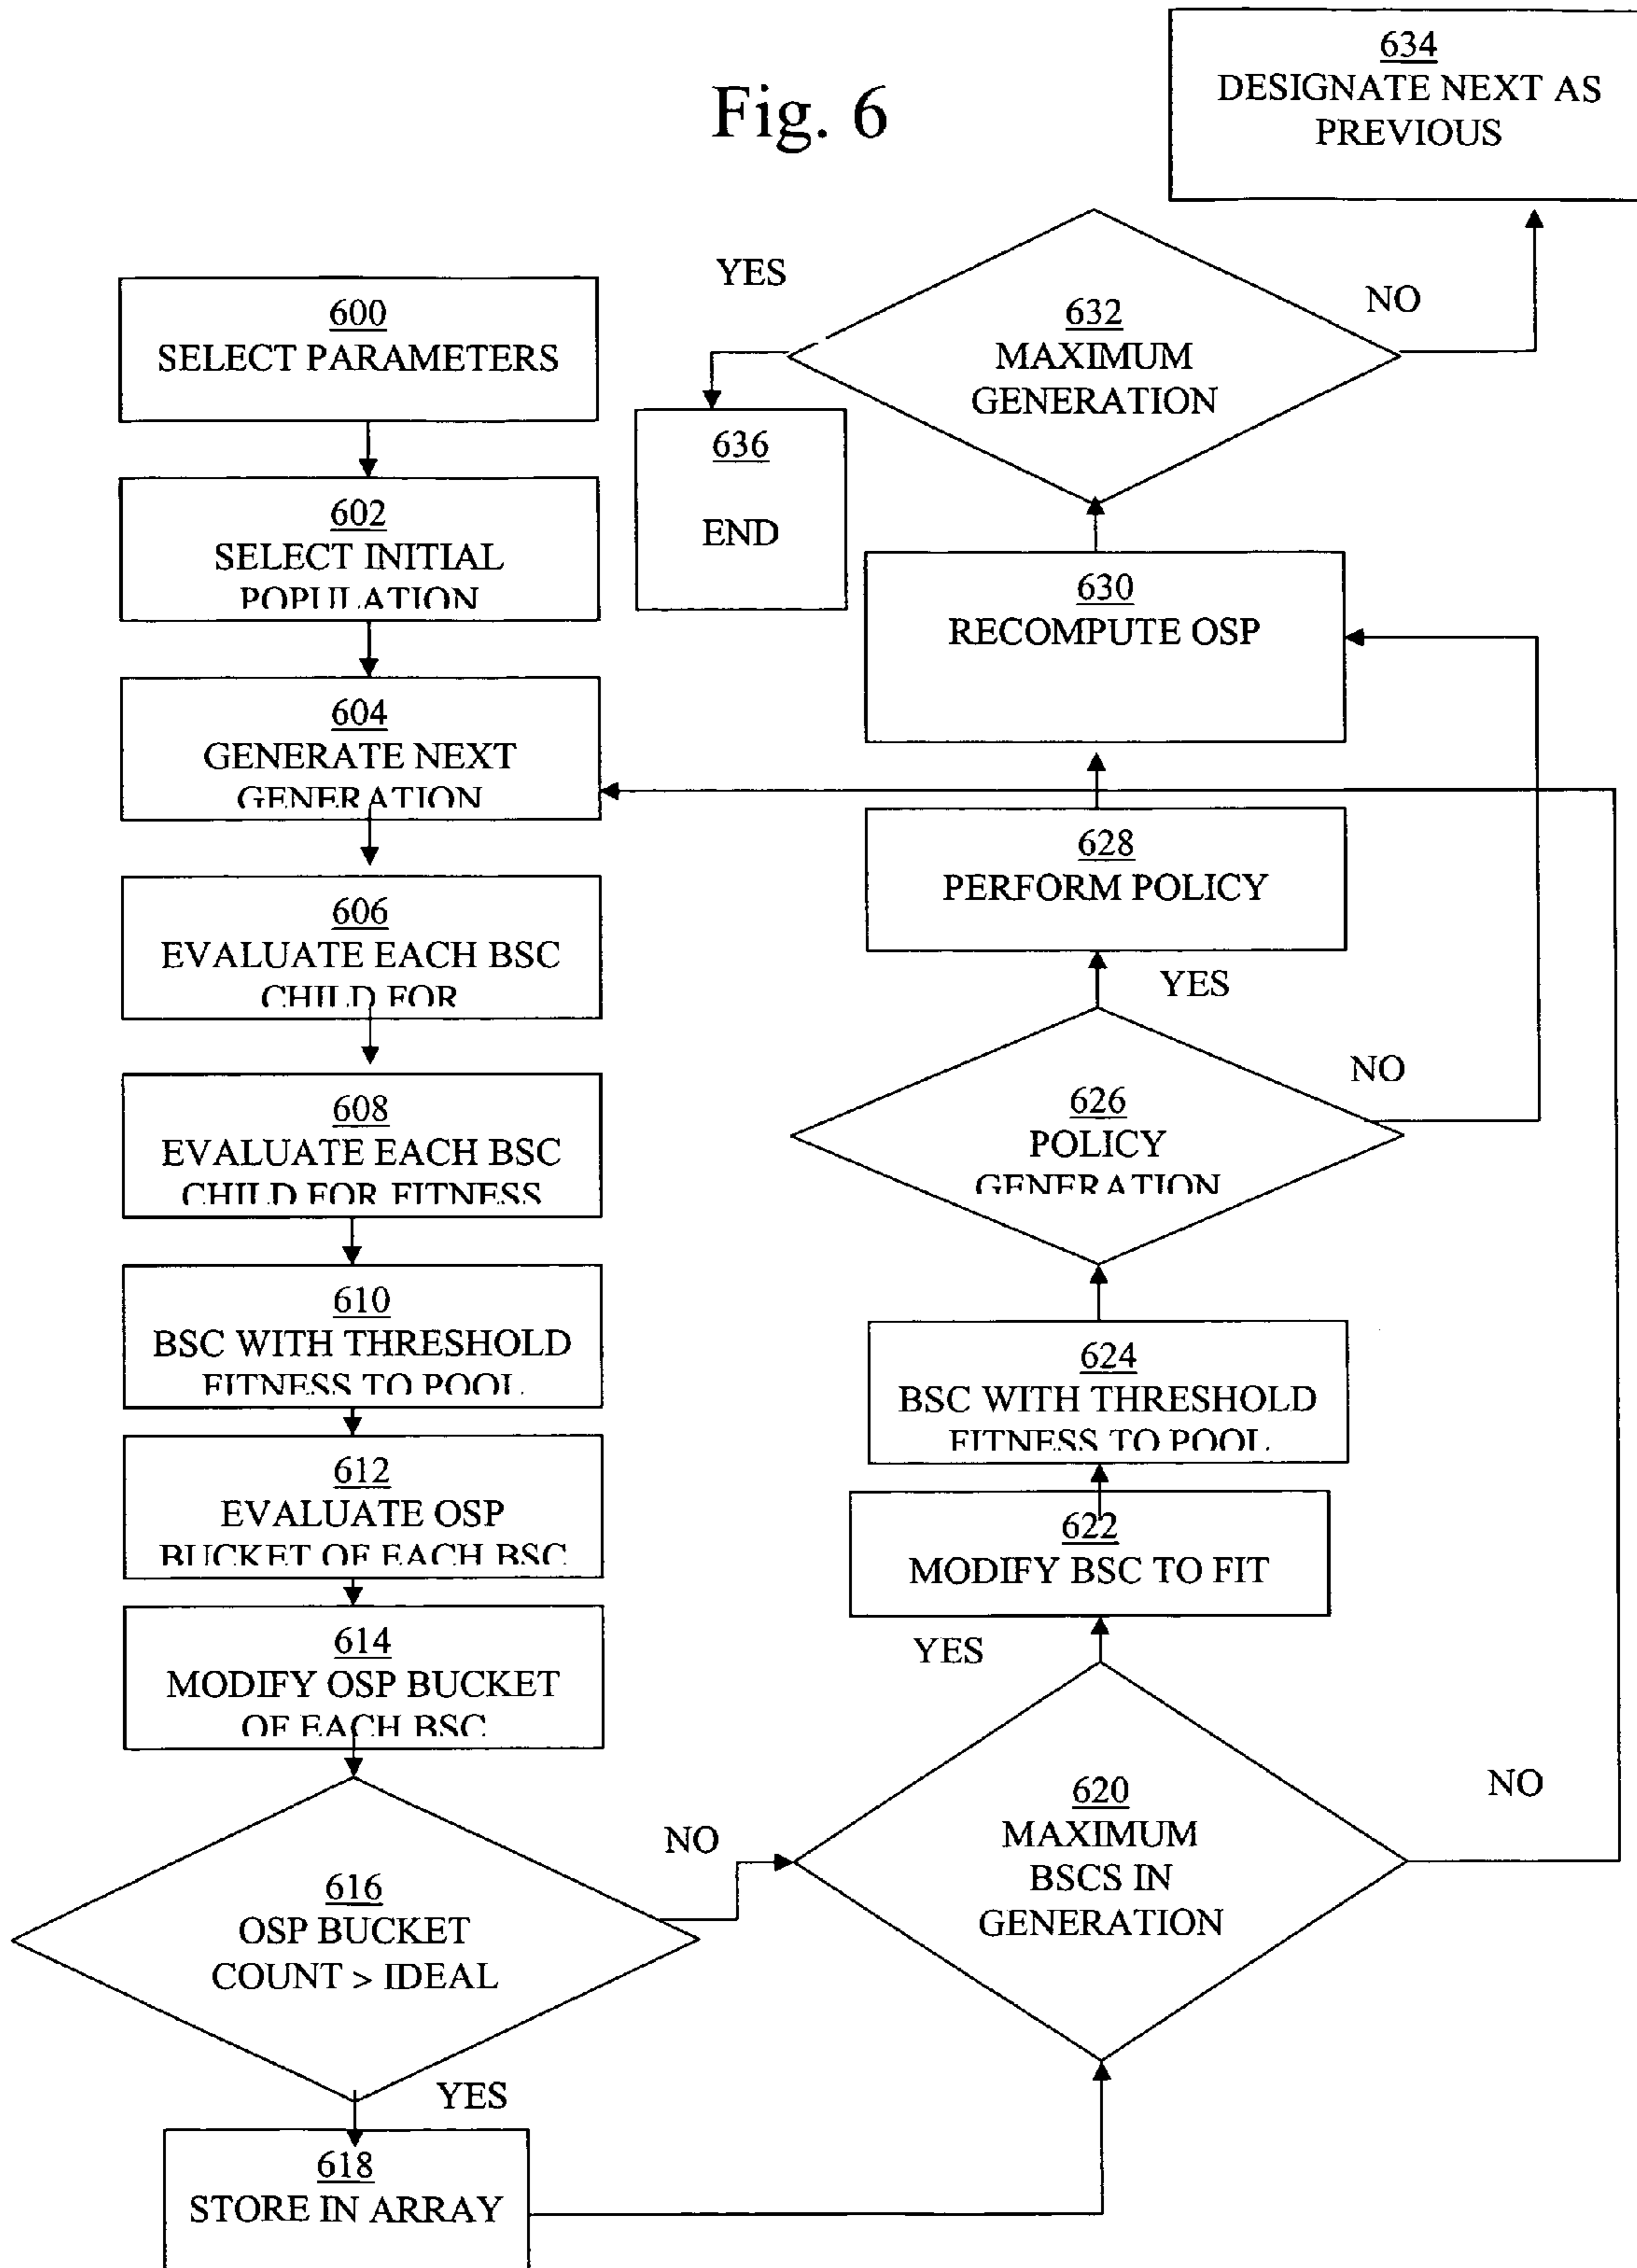 Fig. 6
634
DESIGNATE NEXT AS
PREVIOUS
YES
NO
632
MAXIMUM
GENERATION
636
END
600
SELECT PARAMETERS
602
SELECT INITIAL
POPULATION
604
GENERATE NEXT
GENERATION
606
EVALUATE EACH BSC
CHILD FOR
608
EVALUATE EACH BSC
CHILD FOR FITNESS
610
BSC WITH THRESHOLD
FITNESS TO POOL
612
EVALUATE OSP
BUCKET OF EACH BSC
614
MODIFY OSP BUCKET
OF EACH BSC
616
OSP BUCKET
COUNT > IDEAL
NO
YES
618
STORE IN ARRAY
620
MAXIMUM
BSCS IN
GENERATION
NO
YES
622
MODIFY BSC TO FIT
624
BSC WITH THRESHOLD
FITNESS TO POOL
626
POLICY
GENERATION
NO
YES
628
PERFORM POLICY
630
RECOMPUTE OSP